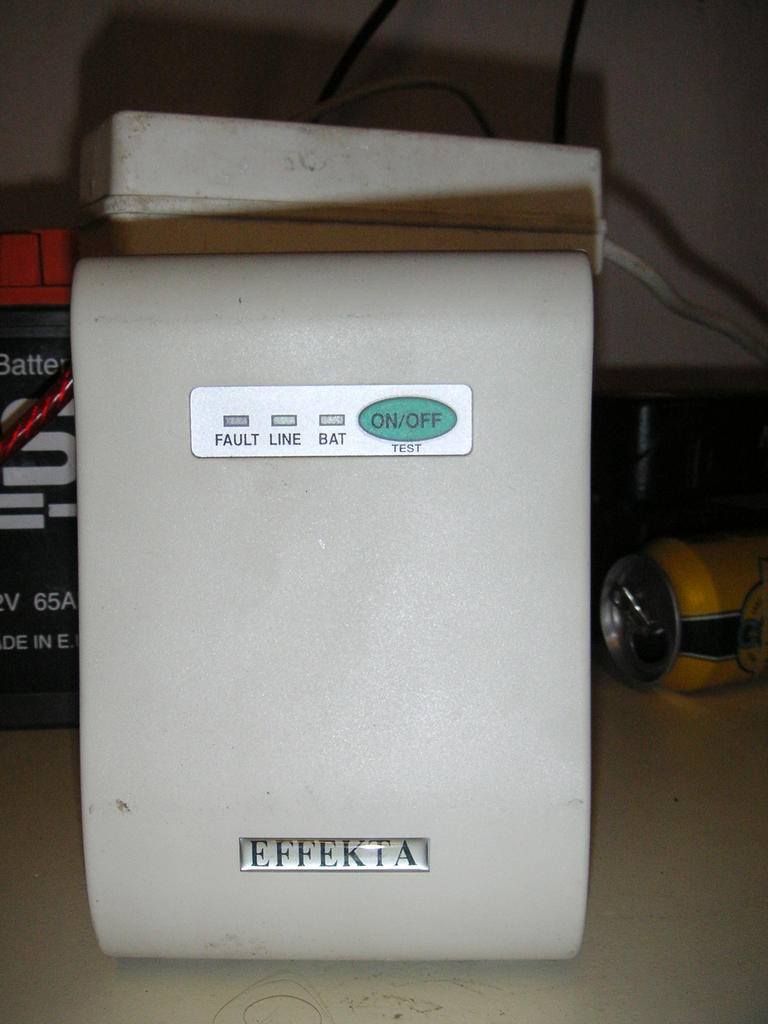 Batter
2V 65A
ADE IN E.U
FAULT LINE BAT ON/OFF
TEST
EFFEKTA